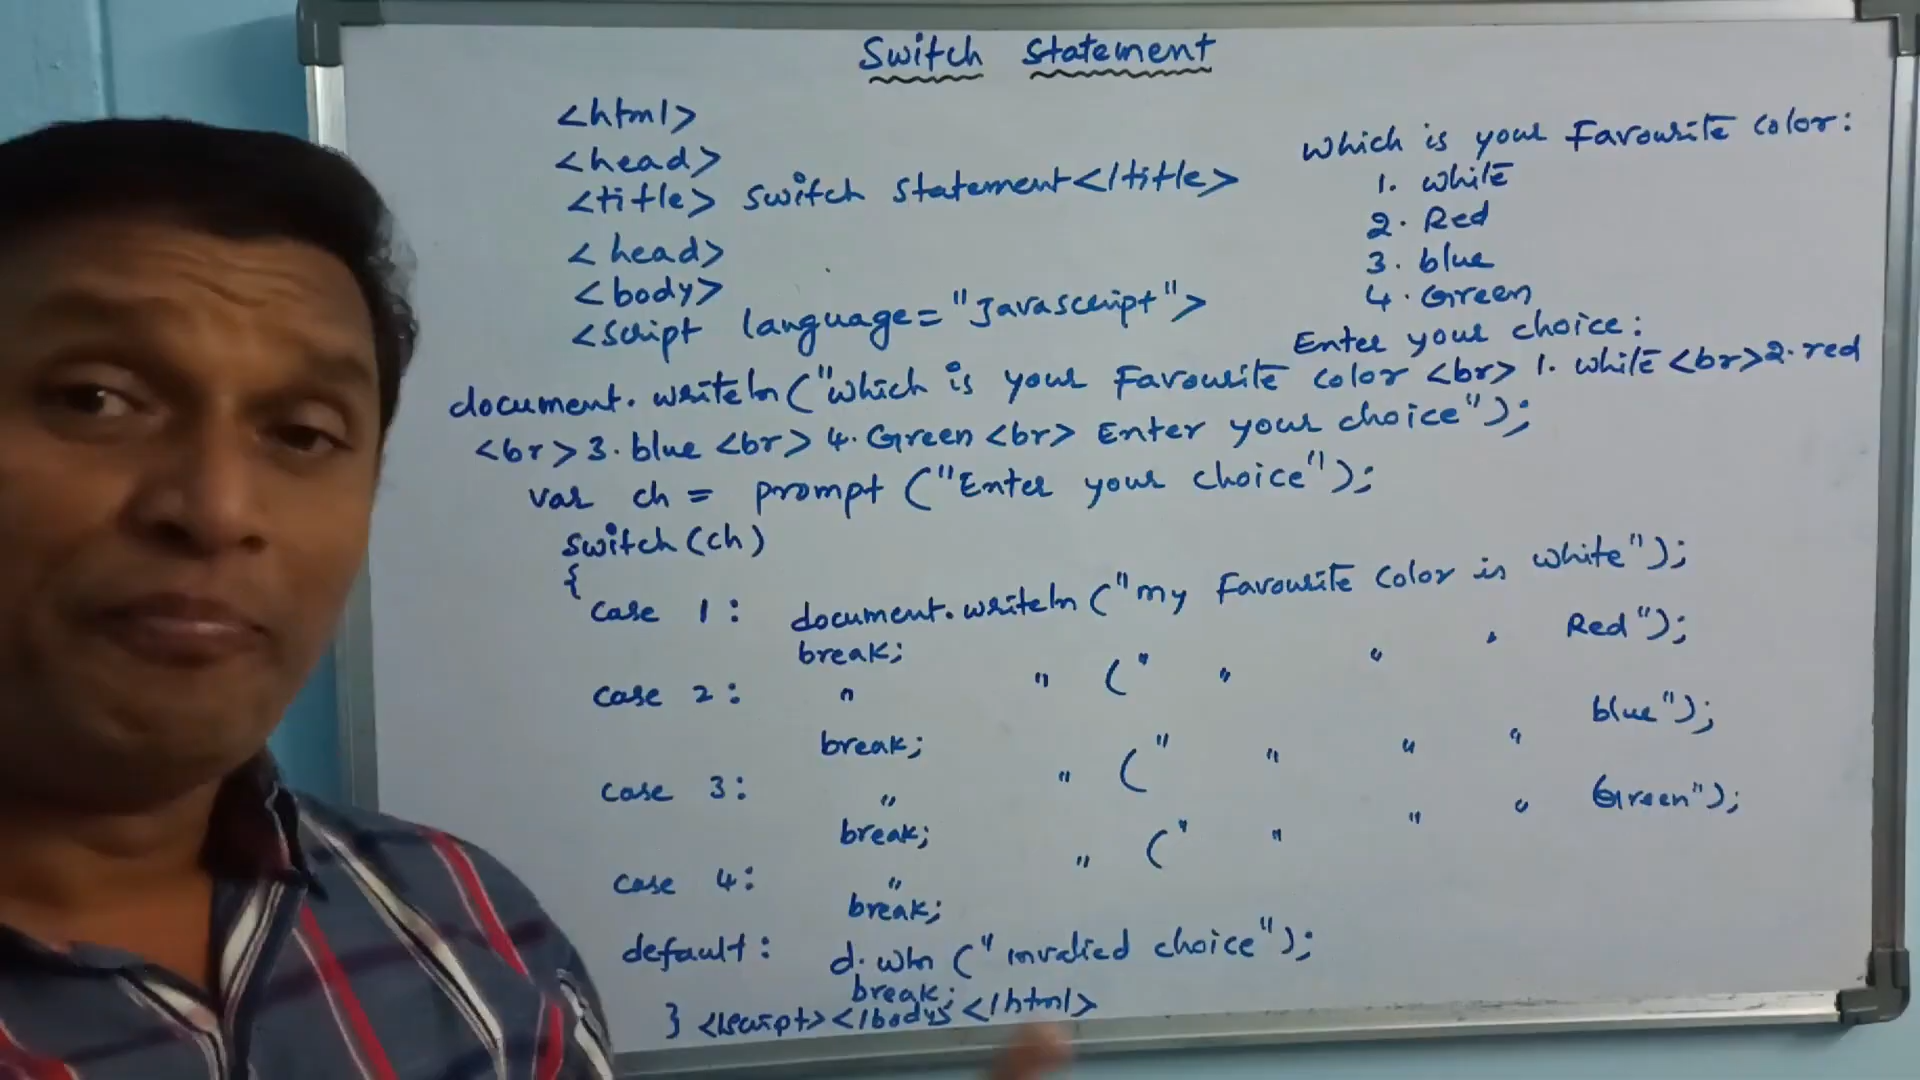 Switch Statement
<html>
<head>
<title> Switch Statement</title>
<head>
<body>
<script language="Javascript">
Which is your Favourite Color:
1. white
2. Red
3. blue
4. Green
Enter your choice:
document.writeln("which is your Favourite Color <br> 1. white <br> 2. red
<br> 3. blue <br> 4. Green <br> Enter your choice");
var ch = prompt ("Enter your choice");
switch (ch)
{
case 1: document.writeln ("my Favourite Color is white");
break;
case 2: " " (" " " " Red");
break;
case 3: " " (" " " " blue");
break;
case 4: " " (" " " " Green");
break;
default: d.wln ("invalied choice");
break;
} </script></body></html>